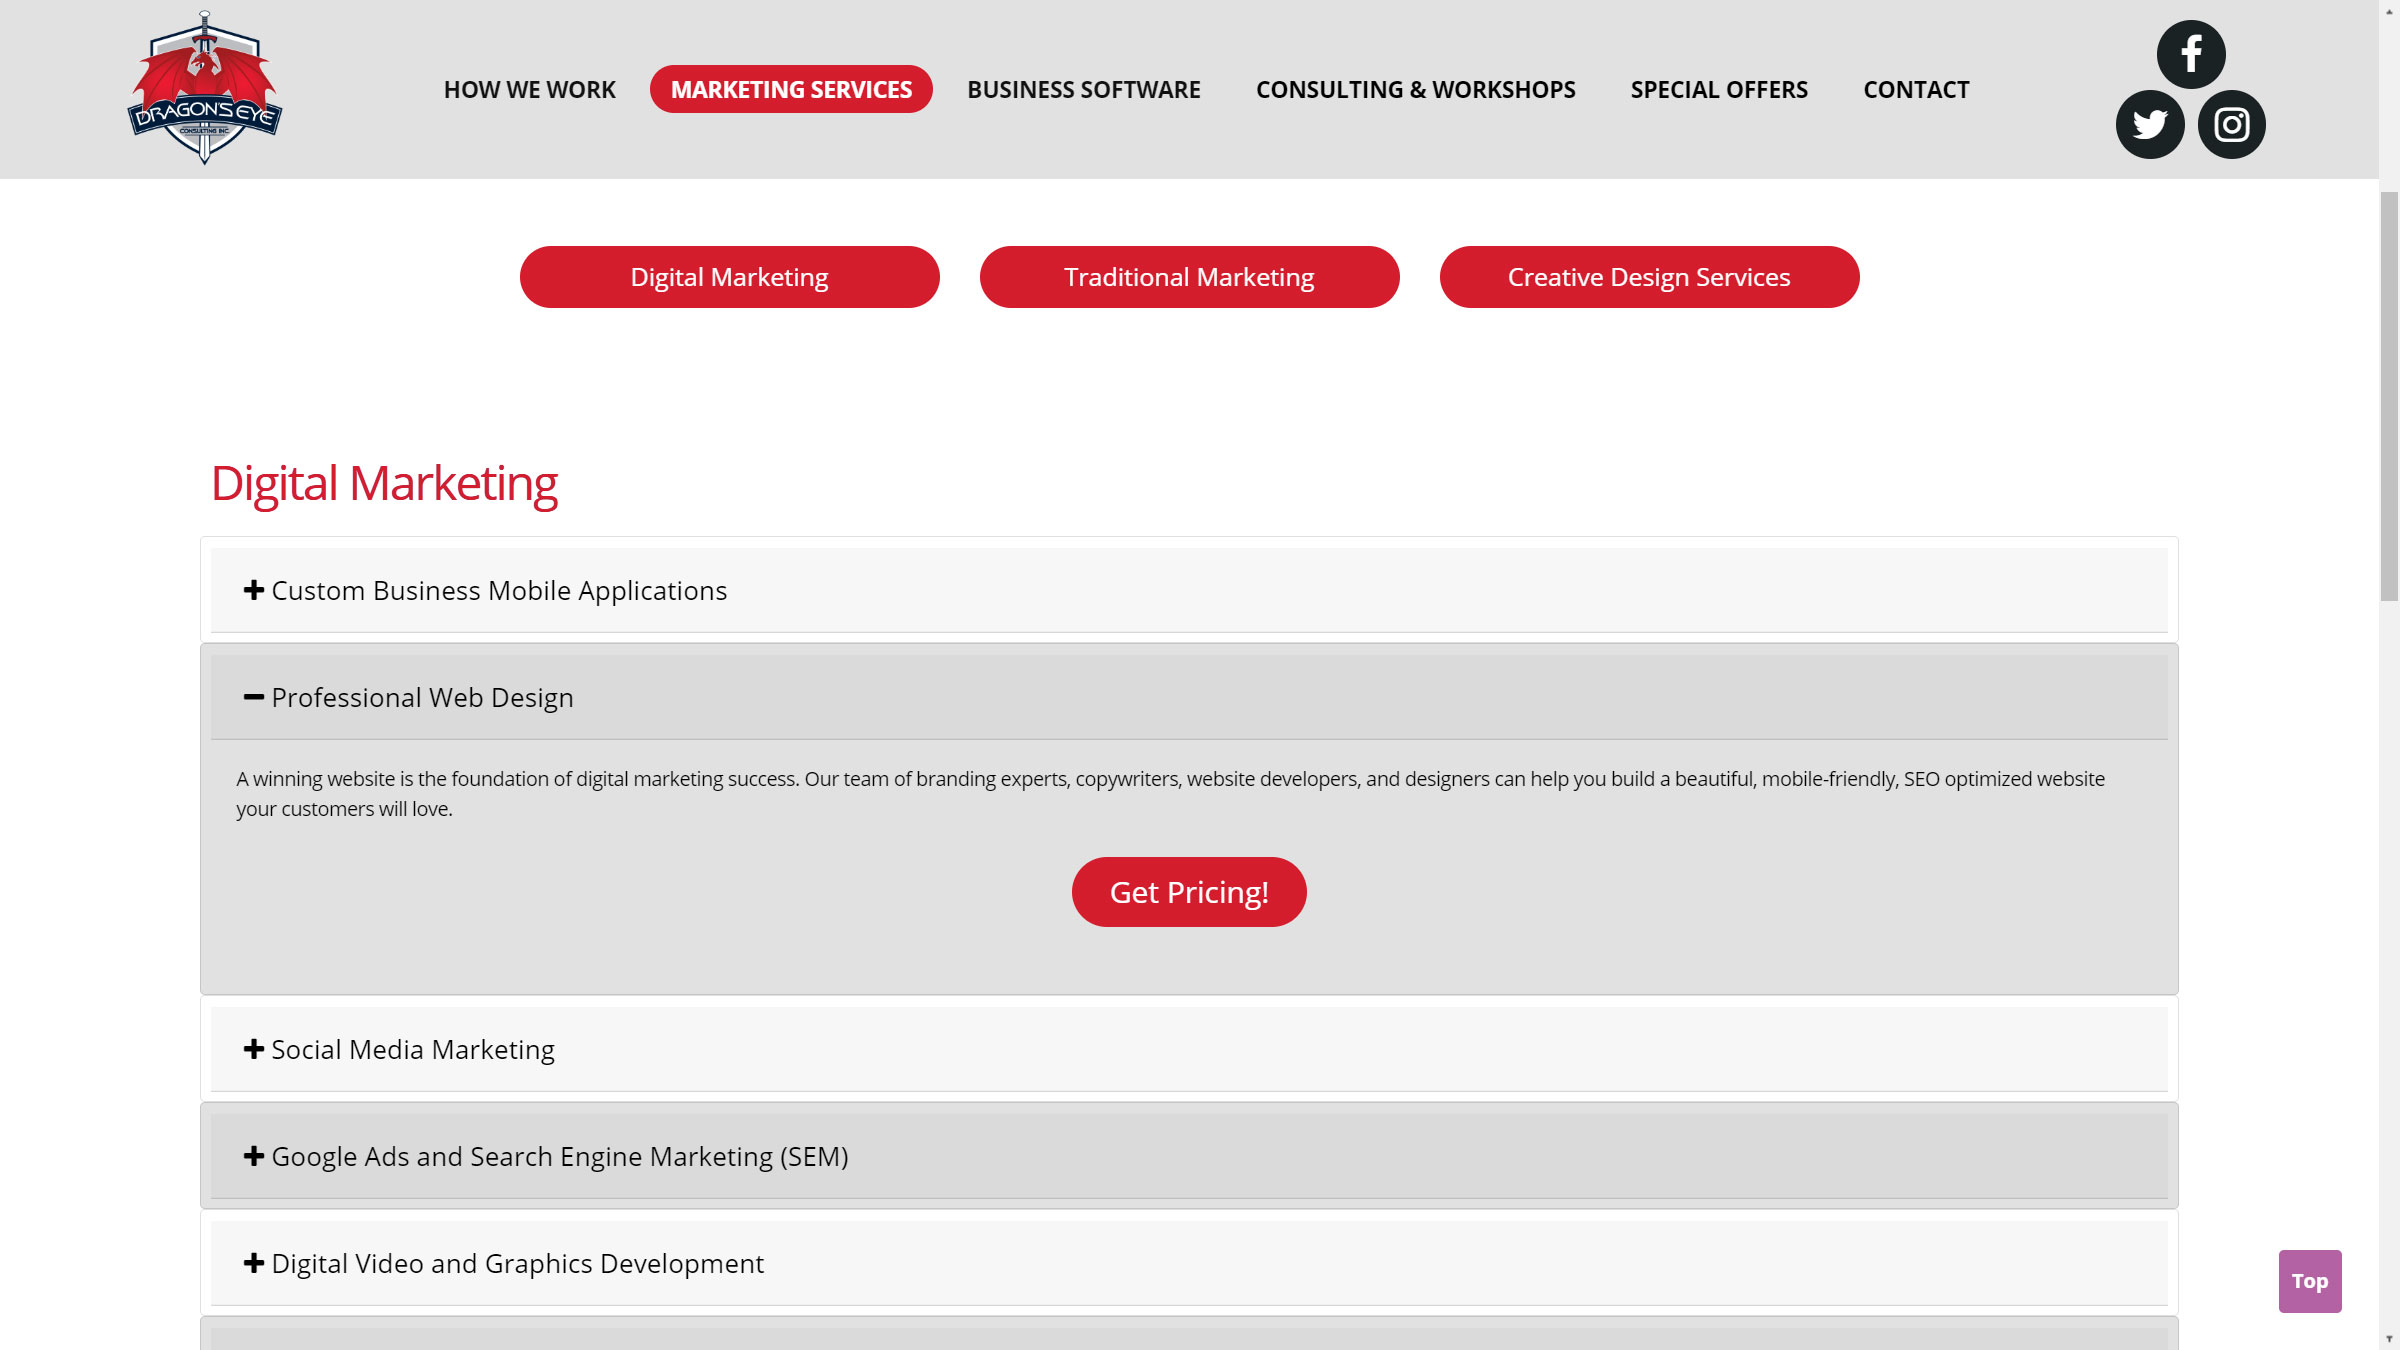 DRAGON'S EYE
CONSULTING INC.
HOW WE WORK
MARKETING SERVICES
BUSINESS SOFTWARE
CONSULTING & WORKSHOPS
SPECIAL OFFERS
CONTACT
Digital Marketing
Traditional Marketing
Creative Design Services
Digital Marketing
Custom Business Mobile Applications
Professional Web Design
A winning website is the foundation of digital marketing success. Our team of branding experts, copywriters, website developers, and designers can help you build a beautiful, mobile-friendly, SEO optimized website
your customers will love.
Get Pricing!
Social Media Marketing
Google Ads and Search Engine Marketing (SEM)
Digital Video and Graphics Development
Top